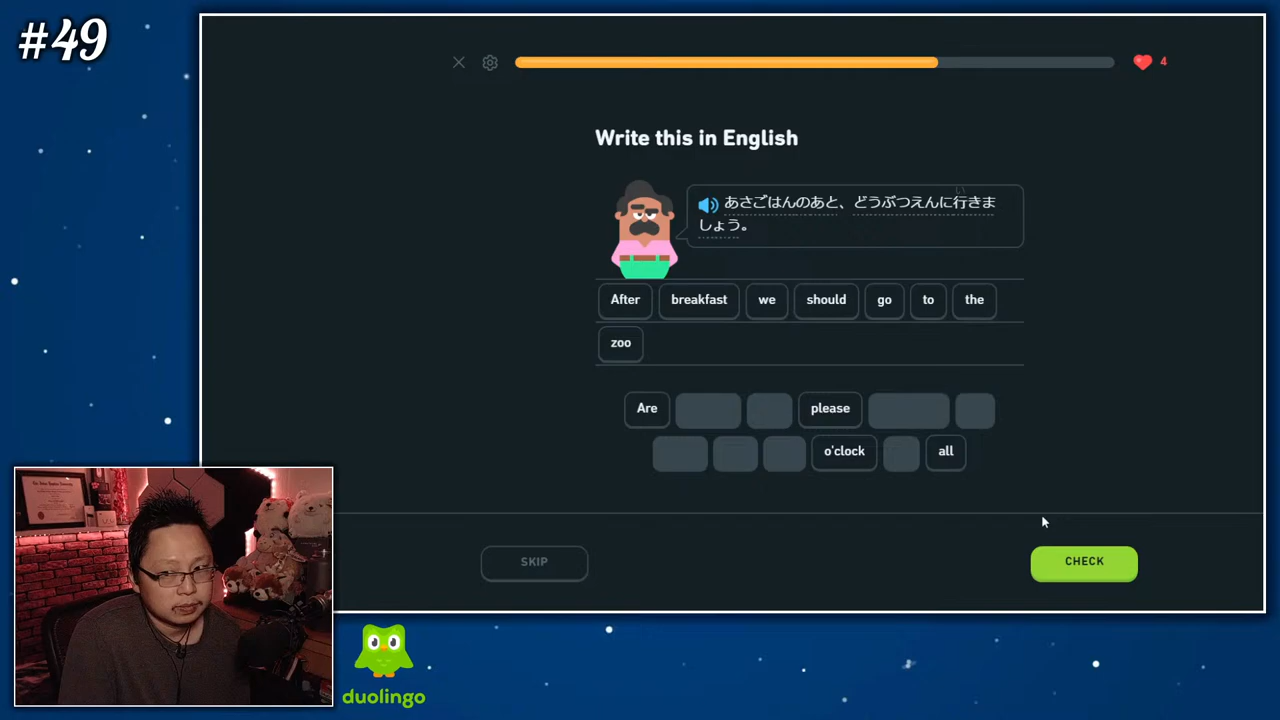 #49
4
Write this in English
い
あさごはんのあと、どうぶつえんに行きま
しょう。
After breakfast we should go to the
zoo
Are please
o'clock all
SKIP
CHECK
duolingo